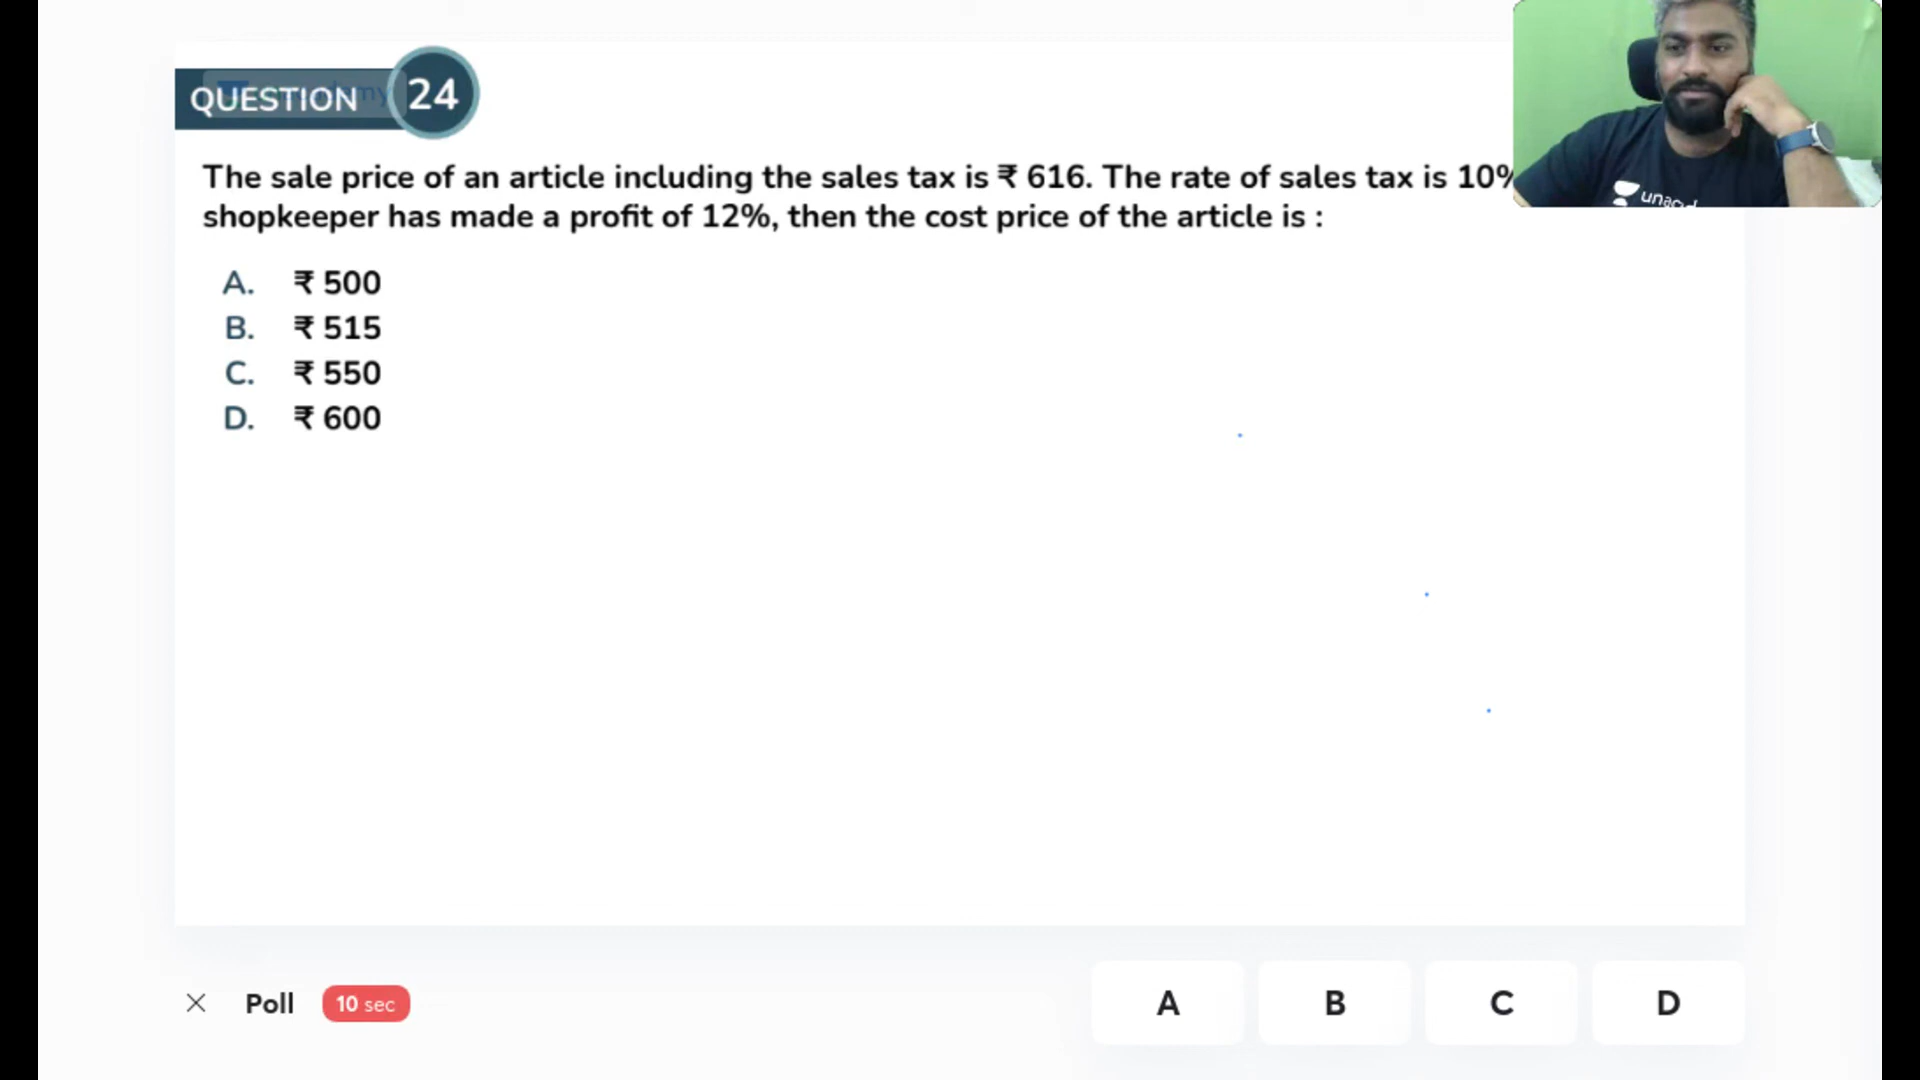 QUESTION 24
The sale price of an article including the sales tax is ₹ 616. The rate of sales tax is 10%
shopkeeper has made a profit of 12%, then the cost price of the article is :
A. ₹ 500
B. ₹ 515
C. ₹ 550
D. ₹ 600
Poll 10 sec
A B C D